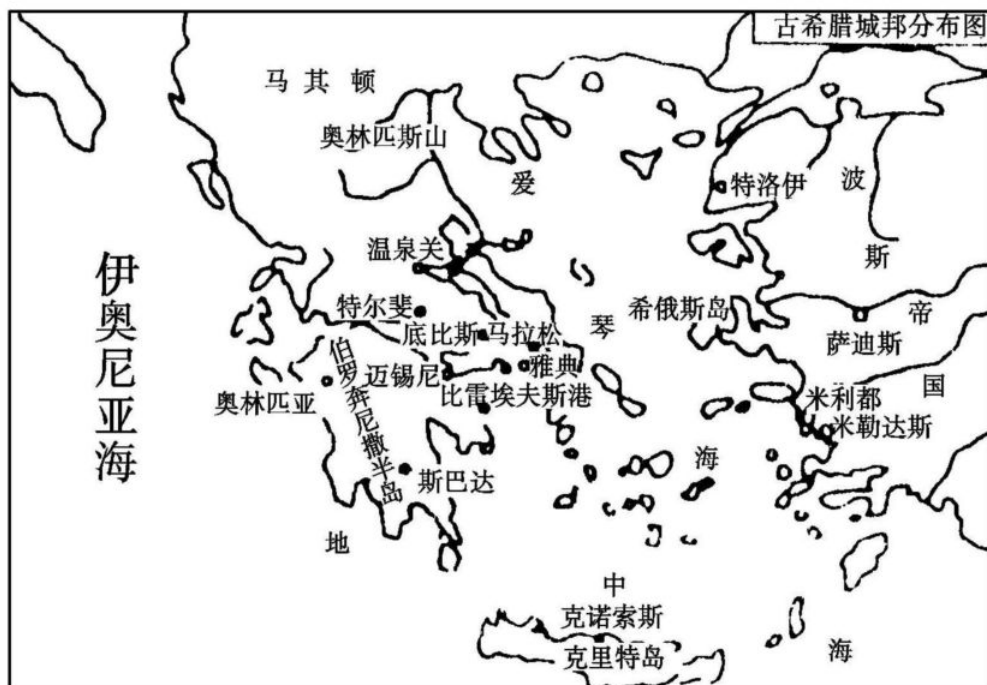 古希腊城邦分布图
马其顿
奥林匹斯山
爱琴海
特洛伊
波斯帝国
温泉关
伊奥尼亚海
特尔斐
底比斯
马拉松
希俄斯岛
萨迪斯
伯罗奔尼撒半岛
迈锡尼
雅典
奥林匹亚
比雷埃夫斯港
米利都
米勒达斯
斯巴达
地中海
克诺索斯
克里特岛